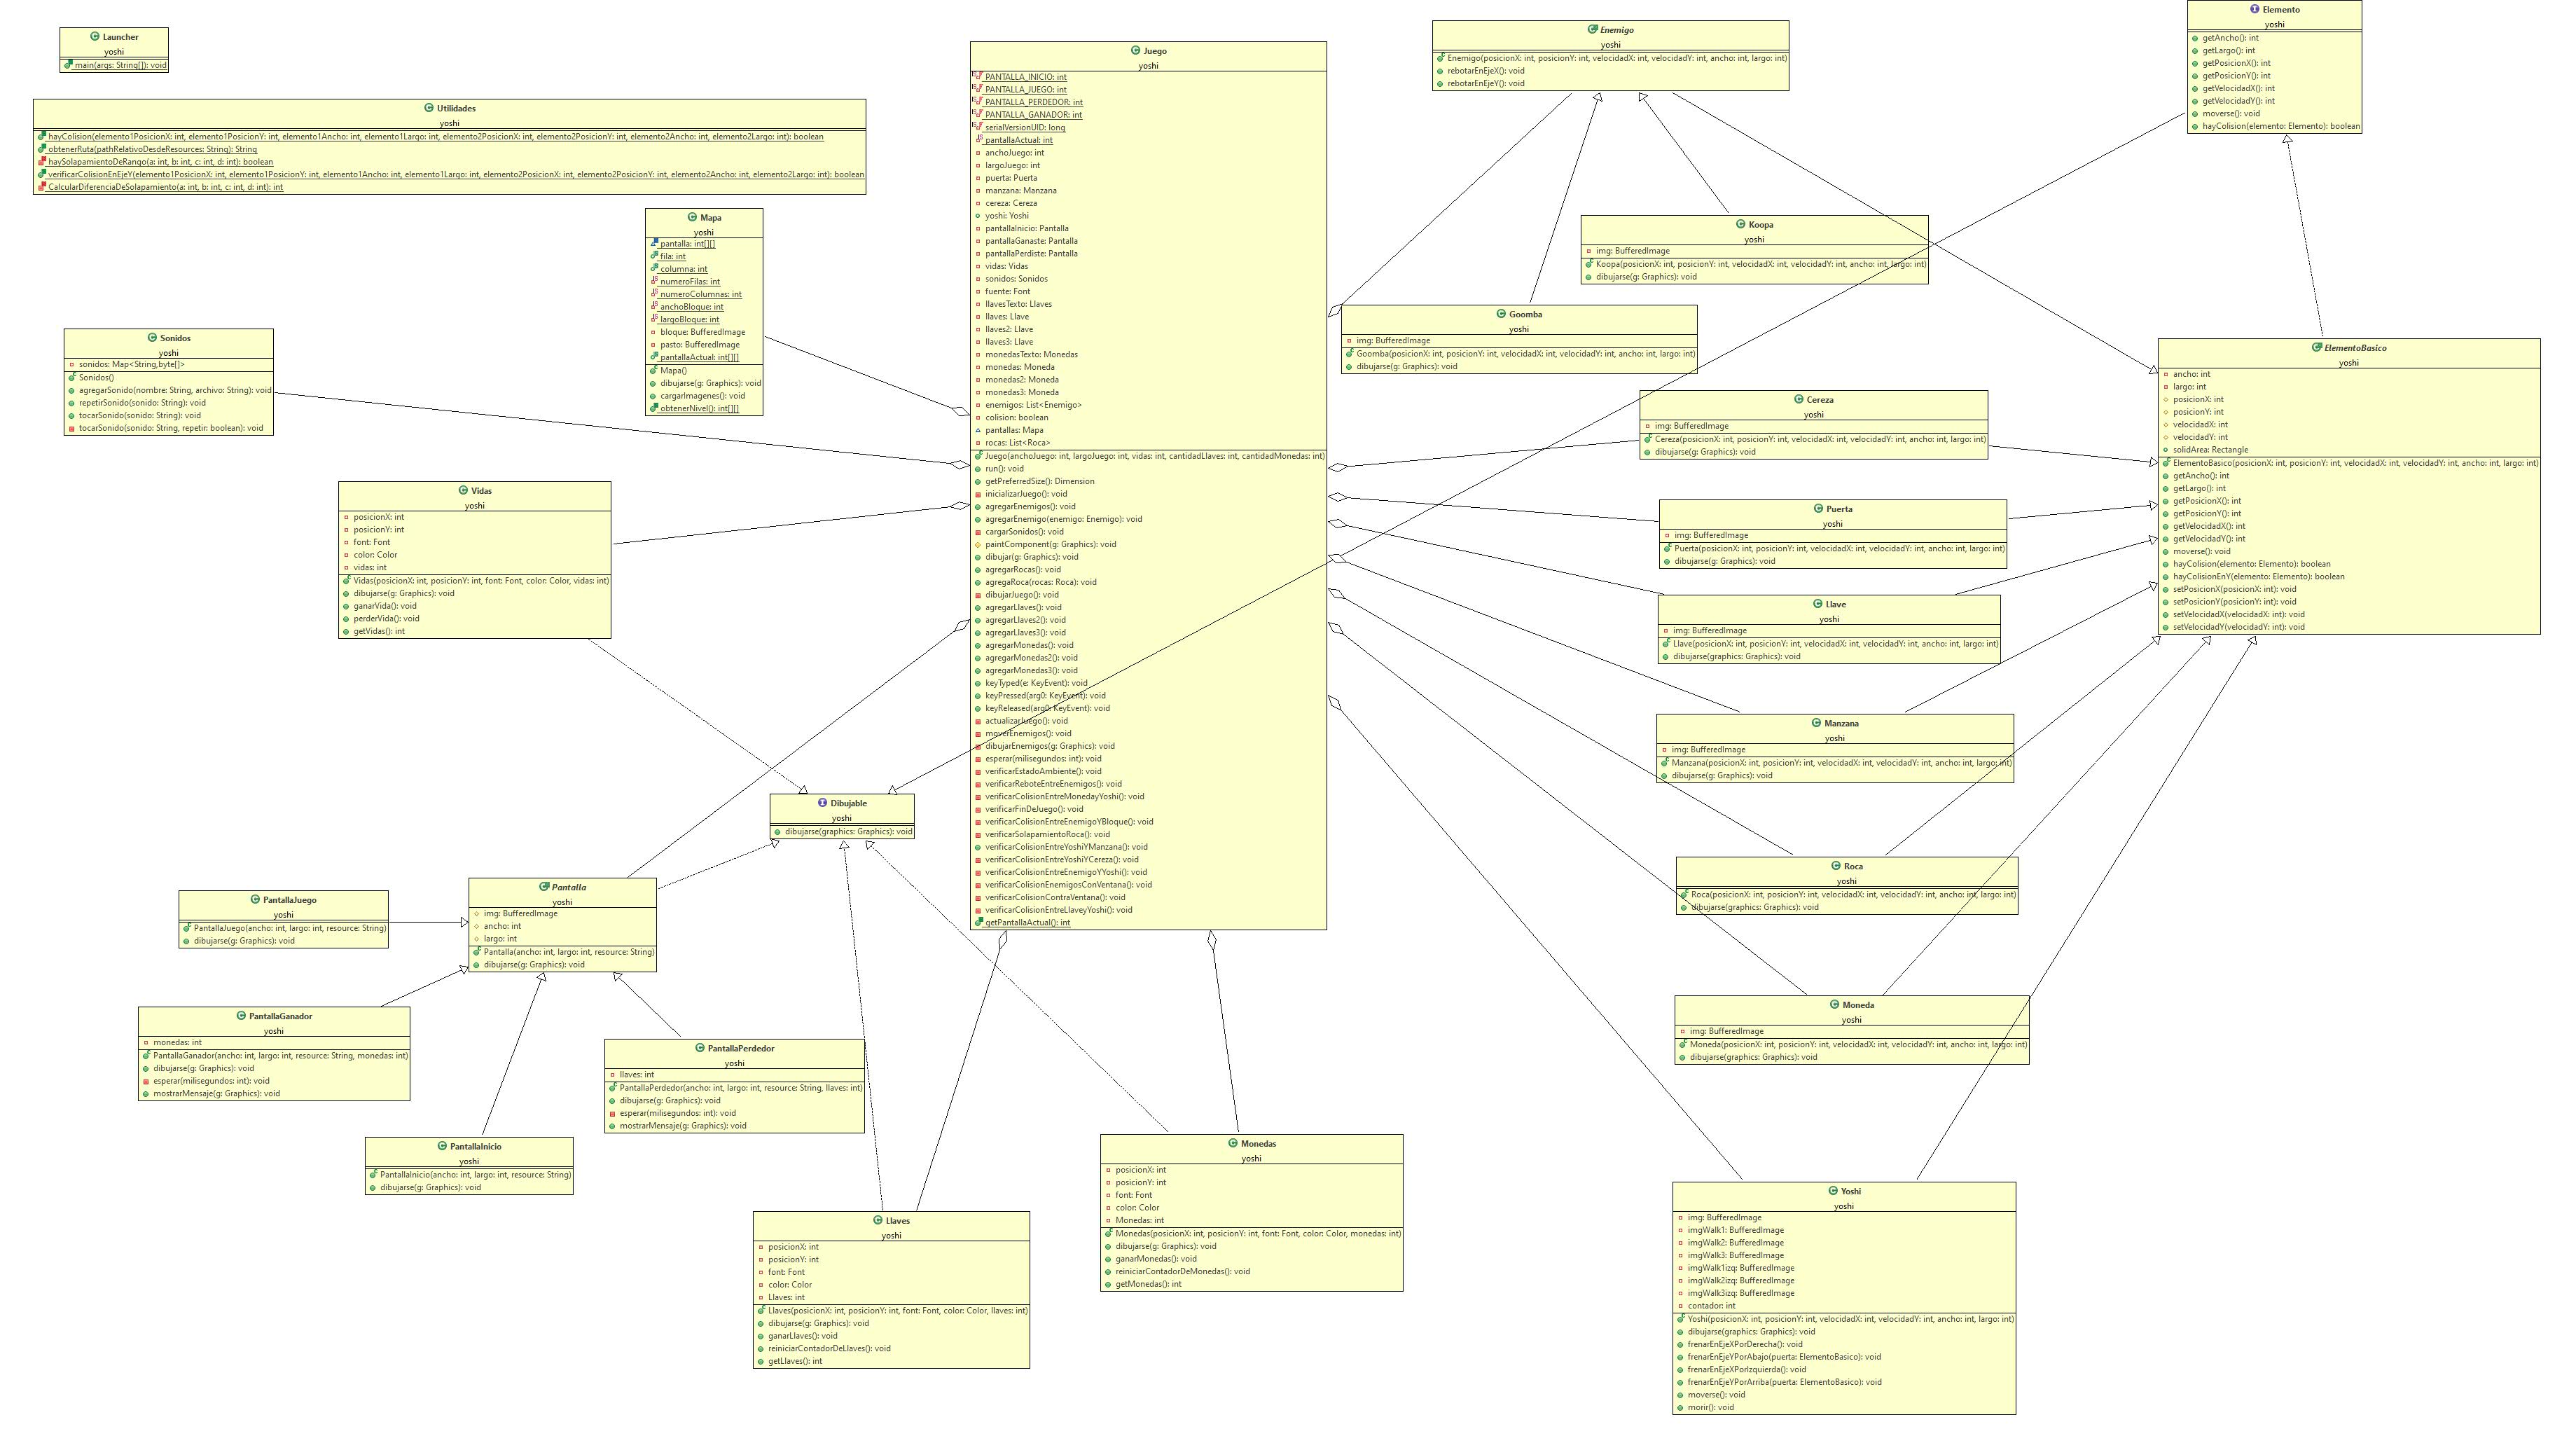 Launcher
yoshi
main(args: String[]): void
Utilidades
yoshi
hayColision(elemento1PosicionX: int, elemento1PosicionY: int, elemento1Ancho: int, elemento1Largo: int, elemento2PosicionX: int, elemento2PosicionY: int, elemento2Ancho: int, elemento2Largo: int): boolean
obtenerRuta(pathRelativoDesdeResources: String): String
haySolapamientoDeRango(a: int, b: int, c: int, d: int): boolean
verificarColisionEnEjeY(elemento1PosicionX: int, elemento1PosicionY: int, elemento1Ancho: int, elemento1Largo: int, elemento2PosicionX: int, elemento2PosicionY: int, elemento2Ancho: int, elemento2Largo: int): boolean
CalcularDiferenciaDeSolapamiento(a: int, b: int, c: int, d: int): int
Mapa
yoshi
pantalla: int[][]
fila: int
columna: int
numeroFilas: int
numeroColumnas: int
anchoBloque: int
largoBloque: int
bloque: BufferedImage
pasto: BufferedImage
pantallaActual: int[][]
Mapa()
dibujarse(g: Graphics): void
cargarImagenes(): void
obtenerNivel(): int[][]
Sonidos
yoshi
sonidos: Map<String,byte[]>
Sonidos()
agregarSonido(nombre: String, archivo: String): void
repetirSonido(sonido: String): void
tocarSonido(sonido: String): void
tocarSonido(sonido: String, repetir: boolean): void
Vidas
yoshi
posicionX: int
posicionY: int
font: Font
color: Color
vidas: int
Vidas(posicionX: int, posicionY: int, font: Font, color: Color, vidas: int)
dibujarse(g: Graphics): void
ganarVida(): void
perderVida(): void
getVidas(): int
Dibujable
yoshi
dibujarse(graphics: Graphics): void
Pantalla
yoshi
img: BufferedImage
ancho: int
largo: int
Pantalla(ancho: int, largo: int, resource: String)
dibujarse(g: Graphics): void
PantallaJuego
yoshi
PantallaJuego(ancho: int, largo: int, resource: String)
dibujarse(g: Graphics): void
PantallaGanador
yoshi
monedas: int
PantallaGanador(ancho: int, largo: int, resource: String, monedas: int)
dibujarse(g: Graphics): void
esperar(milisegundos: int): void
mostrarMensaje(g: Graphics): void
PantallaPerdedor
yoshi
llaves: int
PantallaPerdedor(ancho: int, largo: int, resource: String, llaves: int)
dibujarse(g: Graphics): void
esperar(milisegundos: int): void
mostrarMensaje(g: Graphics): void
PantallaInicio
yoshi
PantallaInicio(ancho: int, largo: int, resource: String)
dibujarse(g: Graphics): void
Llaves
yoshi
posicionX: int
posicionY: int
font: Font
color: Color
Llaves: int
Llaves(posicionX: int, posicionY: int, font: Font, color: Color, llaves: int)
dibujarse(g: Graphics): void
ganarLlaves(): void
reiniciarContadorDeLlaves(): void
getLlaves(): int
Monedas
yoshi
posicionX: int
posicionY: int
font: Font
color: Color
Monedas: int
Monedas(posicionX: int, posicionY: int, font: Font, color: Color, monedas: int)
dibujarse(g: Graphics): void
ganarMonedas(): void
reiniciarContadorDeMonedas(): void
getMonedas(): int
Juego
yoshi
PANTALLA_INICIO: int
PANTALLA_JUEGO: int
PANTALLA_PERDEDOR: int
PANTALLA_GANADOR: int
serialVersionUID: long
pantallaActual: int
anchoJuego: int
largoJuego: int
puerta: Puerta
manzana: Manzana
cereza: Cereza
yoshi: Yoshi
pantallaInicio: Pantalla
pantallaGanaste: Pantalla
pantallaPerdiste: Pantalla
vidas: Vidas
sonidos: Sonidos
fuente: Font
llavesTexto: Llaves
llaves: Llave
llaves2: Llave
llaves3: Llave
monedasTexto: Monedas
monedas: Moneda
monedas2: Moneda
monedas3: Moneda
enemigos: List<Enemigo>
colision: boolean
pantallas: Mapa
rocas: List<Roca>
Juego(anchoJuego: int, largoJuego: int, vidas: int, cantidadLlaves: int, cantidadMonedas: int)
run(): void
getPreferredSize(): Dimension
inicializarJuego(): void
agregarEnemigos(): void
agregarEnemigo(enemigo: Enemigo): void
cargarSonidos(): void
paintComponent(g: Graphics): void
dibujar(g: Graphics): void
agregarRocas(): void
agregaRoca(rocas: Roca): void
dibujarJuego(): void
agregarLlaves(): void
agregarLlaves2(): void
agregarLlaves3(): void
agregarMonedas(): void
agregarMonedas2(): void
agregarMonedas3(): void
keyTyped(e: KeyEvent): void
keyPressed(arg0: KeyEvent): void
keyReleased(arg0: KeyEvent): void
actualizarJuego(): void
moverEnemigos(): void
dibujarEnemigos(g: Graphics): void
esperar(milisegundos: int): void
verificarEstadoAmbiente(): void
verificarReboteEntreEnemigos(): void
verificarColisionEntreMonedayYoshi(): void
verificarFinDeJuego(): void
verificarColisionEntreEnemigoYBloque(): void
verificarSolapamientoRoca(): void
verificarColisionEntreYoshiYManzana(): void
verificarColisionEntreYoshiYCereza(): void
verificarColisionEntreEnemigoYYoshi(): void
verificarColisionEnemigosConVentana(): void
verificarColisionContraVentana(): void
verificarColisionEntreLlaveyYoshi(): void
getPantallaActual(): int
Enemigo
yoshi
Enemigo(posicionX: int, posicionY: int, velocidadX: int, velocidadY: int, ancho: int, largo: int)
rebotarEnEjeX(): void
rebotarEnEjeY(): void
Koopa
yoshi
img: BufferedImage
Koopa(posicionX: int, posicionY: int, velocidadX: int, velocidadY: int, ancho: int, largo: int)
dibujarse(g: Graphics): void
Goomba
yoshi
img: BufferedImage
Goomba(posicionX: int, posicionY: int, velocidadX: int, velocidadY: int, ancho: int, largo: int)
dibujarse(g: Graphics): void
Cereza
yoshi
img: BufferedImage
Cereza(posicionX: int, posicionY: int, velocidadX: int, velocidadY: int, ancho: int, largo: int)
dibujarse(g: Graphics): void
Puerta
yoshi
img: BufferedImage
Puerta(posicionX: int, posicionY: int, velocidadX: int, velocidadY: int, ancho: int, largo: int)
dibujarse(g: Graphics): void
Llave
yoshi
img: BufferedImage
Llave(posicionX: int, posicionY: int, velocidadX: int, velocidadY: int, ancho: int, largo: int)
dibujarse(graphics: Graphics): void
Manzana
yoshi
img: BufferedImage
Manzana(posicionX: int, posicionY: int, velocidadX: int, velocidadY: int, ancho: int, largo: int)
dibujarse(g: Graphics): void
Roca
yoshi
Roca(posicionX: int, posicionY: int, velocidadX: int, velocidadY: int, ancho: int, largo: int)
dibujarse(graphics: Graphics): void
Moneda
yoshi
img: BufferedImage
Moneda(posicionX: int, posicionY: int, velocidadX: int, velocidadY: int, ancho: int, largo: int)
dibujarse(graphics: Graphics): void
Yoshi
yoshi
img: BufferedImage
imgWalk1: BufferedImage
imgWalk2: BufferedImage
imgWalk3: BufferedImage
imgWalk1izq: BufferedImage
imgWalk2izq: BufferedImage
imgWalk3izq: BufferedImage
contador: int
Yoshi(posicionX: int, posicionY: int, velocidadX: int, velocidadY: int, ancho: int, largo: int)
dibujarse(graphics: Graphics): void
frenarEnEjeXPorDerecha(): void
frenarEnEjeYPorAbajo(puerta: ElementoBasico): void
frenarEnEjeXPorIzquierda(): void
frenarEnEjeYPorArriba(puerta: ElementoBasico): void
moverse(): void
morir(): void
Elemento
yoshi
getAncho(): int
getLargo(): int
getPosicionX(): int
getPosicionY(): int
getVelocidadX(): int
getVelocidadY(): int
moverse(): void
hayColision(elemento: Elemento): boolean
ElementoBasico
yoshi
ancho: int
largo: int
posicionX: int
posicionY: int
velocidadX: int
velocidadY: int
solidArea: Rectangle
ElementoBasico(posicionX: int, posicionY: int, velocidadX: int, velocidadY: int, ancho: int, largo: int)
getAncho(): int
getLargo(): int
getPosicionX(): int
getPosicionY(): int
getVelocidadX(): int
getVelocidadY(): int
moverse(): void
hayColision(elemento: Elemento): boolean
hayColisionEnY(elemento: Elemento): boolean
setPosicionX(posicionX: int): void
setPosicionY(posicionY: int): void
setVelocidadX(velocidadX: int): void
setVelocidadY(velocidadY: int): void